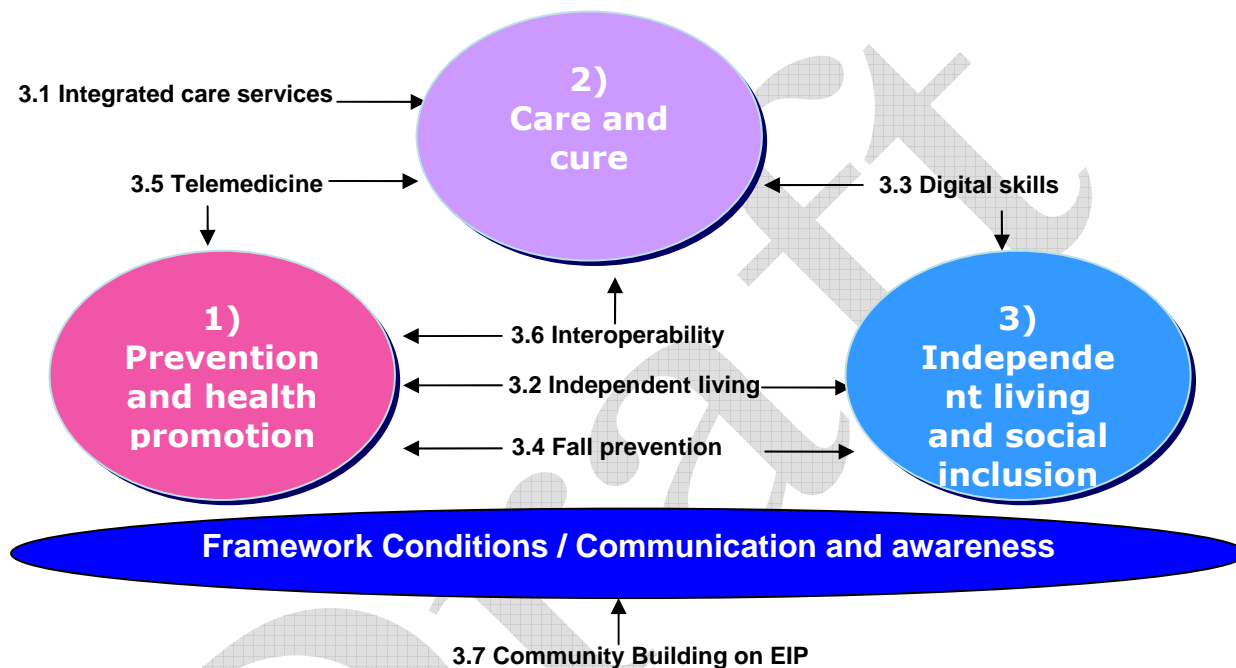 2)
Care and
cure
3.1 Integrated care services
3.5 Telemedicine
3.3 Digital skills
1)
Prevention
and health
promotion
3.6 Interoperability
3.2 Independent living
3.4 Fall prevention
3)
Independe
nt living
and social
inclusion
Framework Conditions / Communication and awareness
3.7 Community Building on EIP